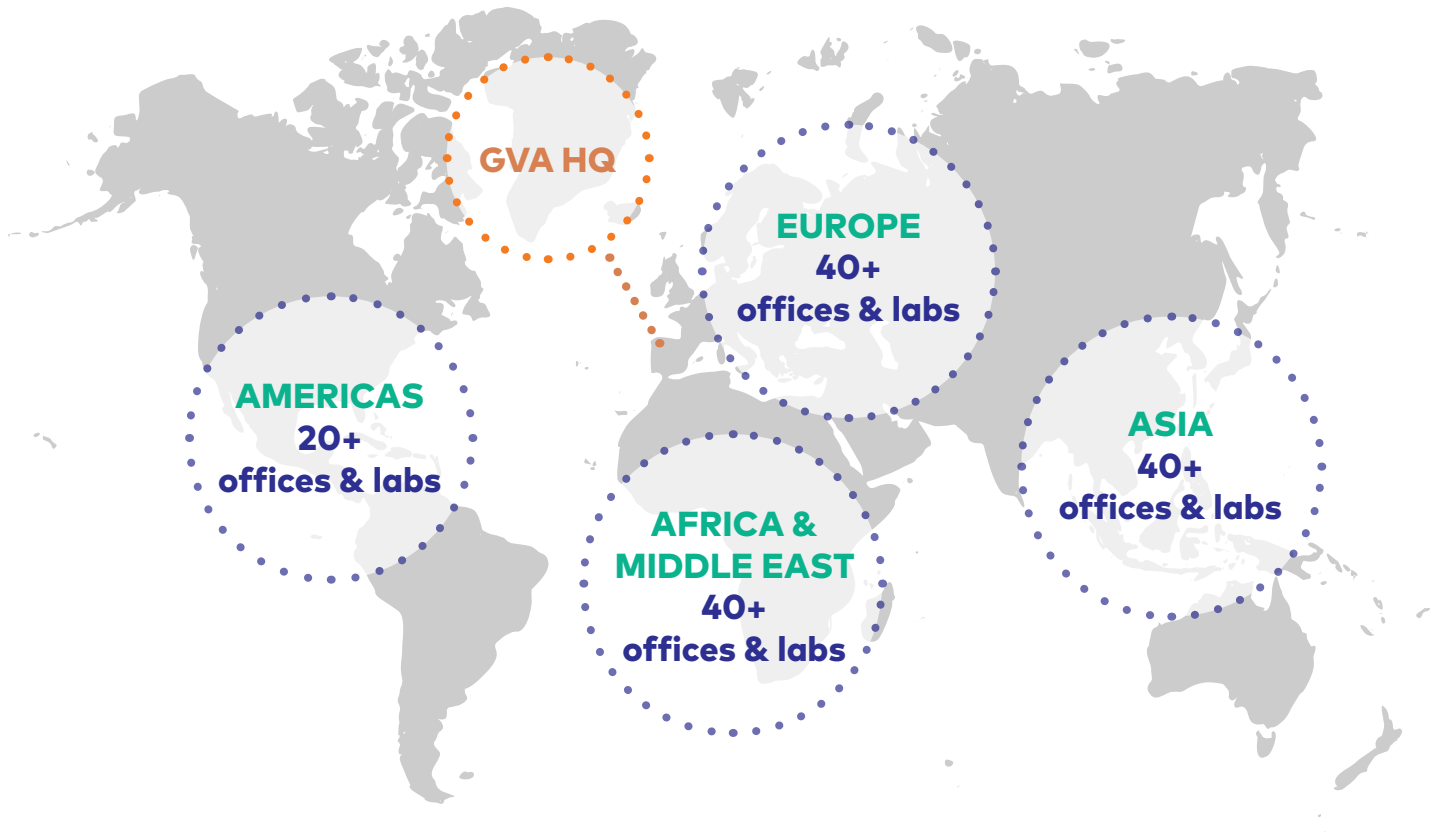 GVA HQ
EUROPE
40+
offices & labs
AMERICAS
20+
offices & labs
ASIA
40+
offices & labs
AFRICA &
MIDDLE EAST
40+
offices & labs